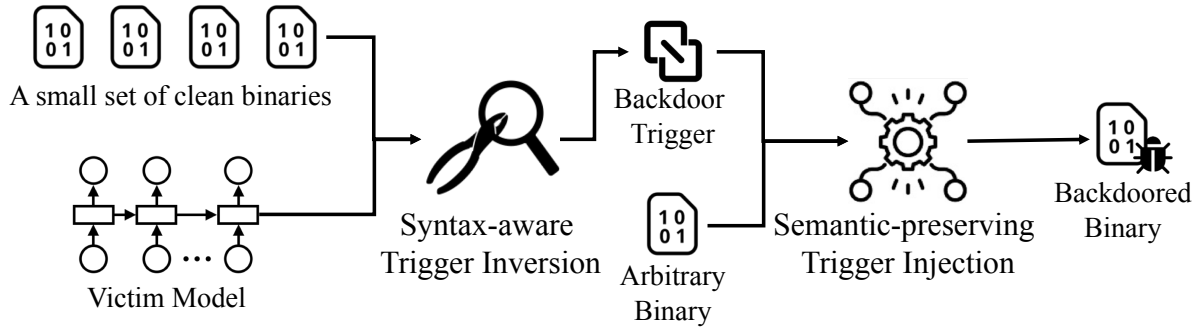 10
01
10
01
10
01
10
01
A small set of clean binaries
Victim Model
Syntax-aware
Trigger Inversion
Backdoor
Trigger
10
01
Arbitrary
Binary
Semantic-preserving
Trigger Injection
10
01
Backdoored
Binary